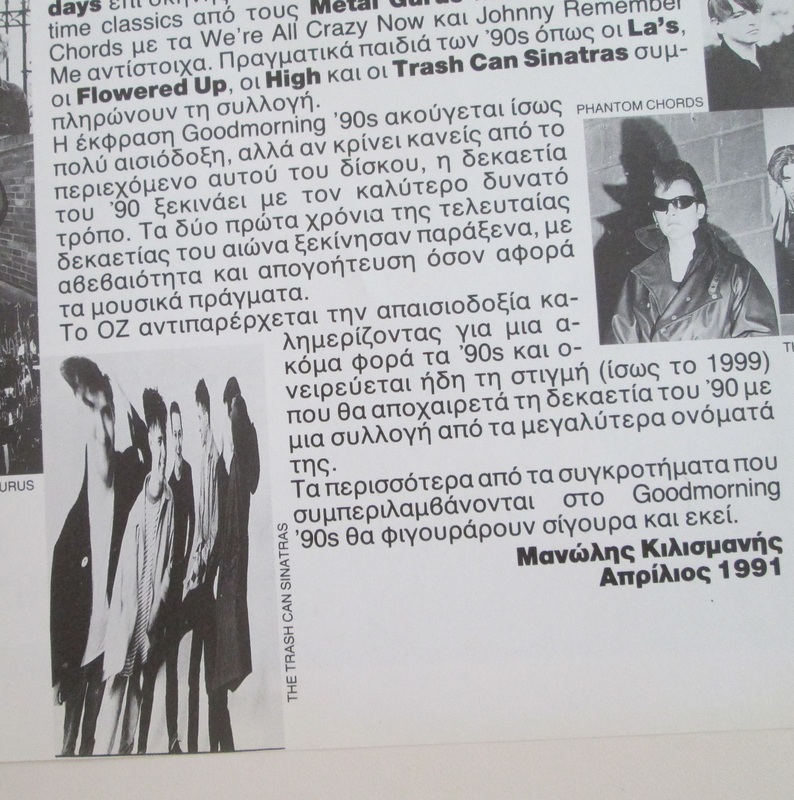 days επι σκηνής
time classics από τους Metal Gurus
Chords με τα We're All Crazy Now και Johnny Remember
Με αντίστοιχα. Πραγματικά παιδιά των '90s όπως οι La's,
οι Flowered Up, οι High και οι Trash Can Sinatras συμ-
πληρώνουν τη συλλογή.
Η έκφραση Goodmorning '90s ακούγεται ίσως
πολύ αισιόδοξη, αλλά αν κρίνει κανείς από το
περιεχόμενο αυτού του δίσκου, η δεκαετία
του '90 ξεκινάει με τον καλύτερο δυνατό
τρόπο. Τα δύο πρώτα χρόνια της τελευταίας
δεκαετίας του αιώνα ξεκίνησαν παράξενα, με
αβεβαιότητα και απογοήτευση όσον αφορά
τα μουσικά πράγματα.
Το ΟΖ αντιπαρέρχεται την απαισιοδοξία κα-
λημερίζοντας για μια α-
κόμα φορά τα '90s και ο-
νειρεύεται ήδη τη στιγμή (ίσως το 1999)
που θα αποχαιρετά τη δεκαετία του '90 με
μια συλλογή από τα μεγαλύτερα ονόματά
της.
Τα περισσότερα από τα συγκροτήματα που
συμπεριλαμβάνονται στο Goodmorning
'90s θα φιγουράρουν σίγουρα και εκεί.
Μανώλης Κιλισμανής
Απρίλιος 1991
PHANTOM CHORDS
URUS
THE TRASH CAN SINATRAS